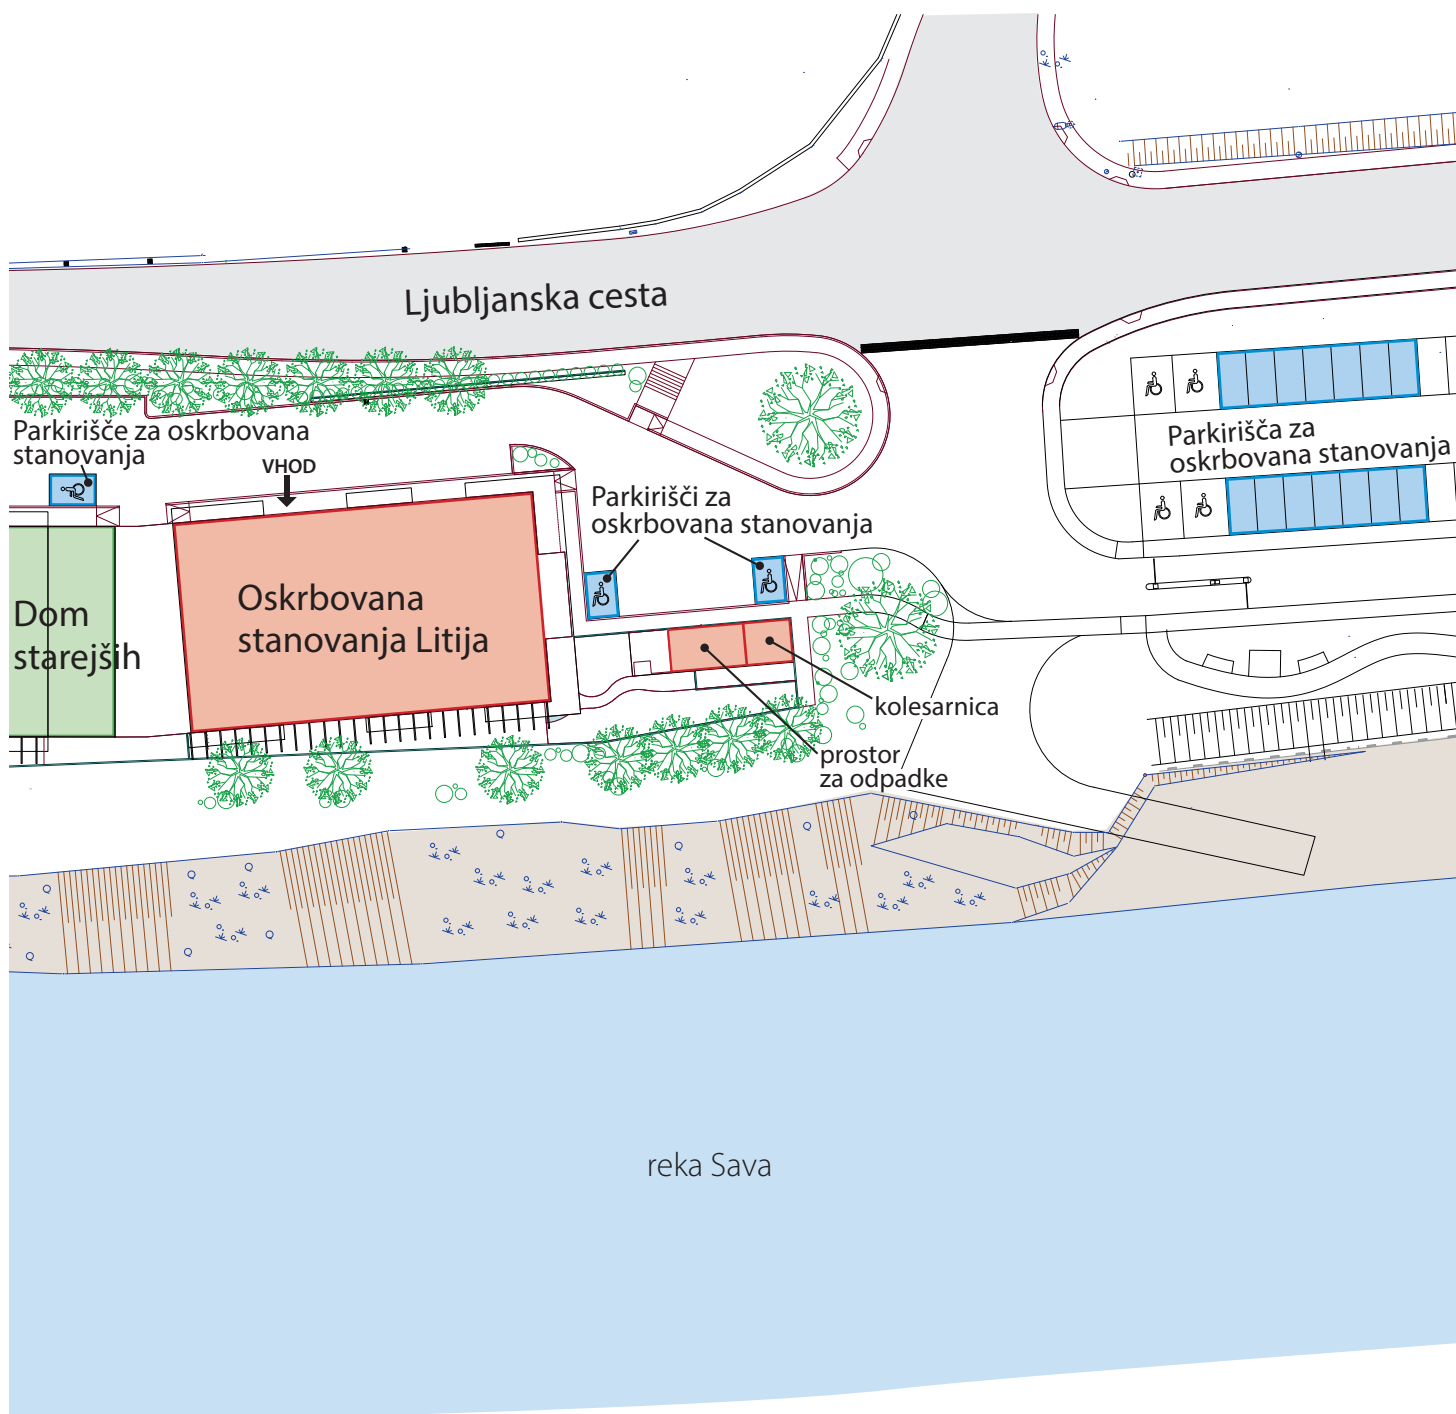 Ljubljanska cesta
Parkirišče za oskrbovana
stanovanja
VHOD
Parkirišča za
oskrbovana stanovanja
Parkirišči za
oskrbovana stanovanja
Oskrbovana
stanovanja Litija
Dom
starejših
kolesarnica
prostor
za odpadke
reka Sava